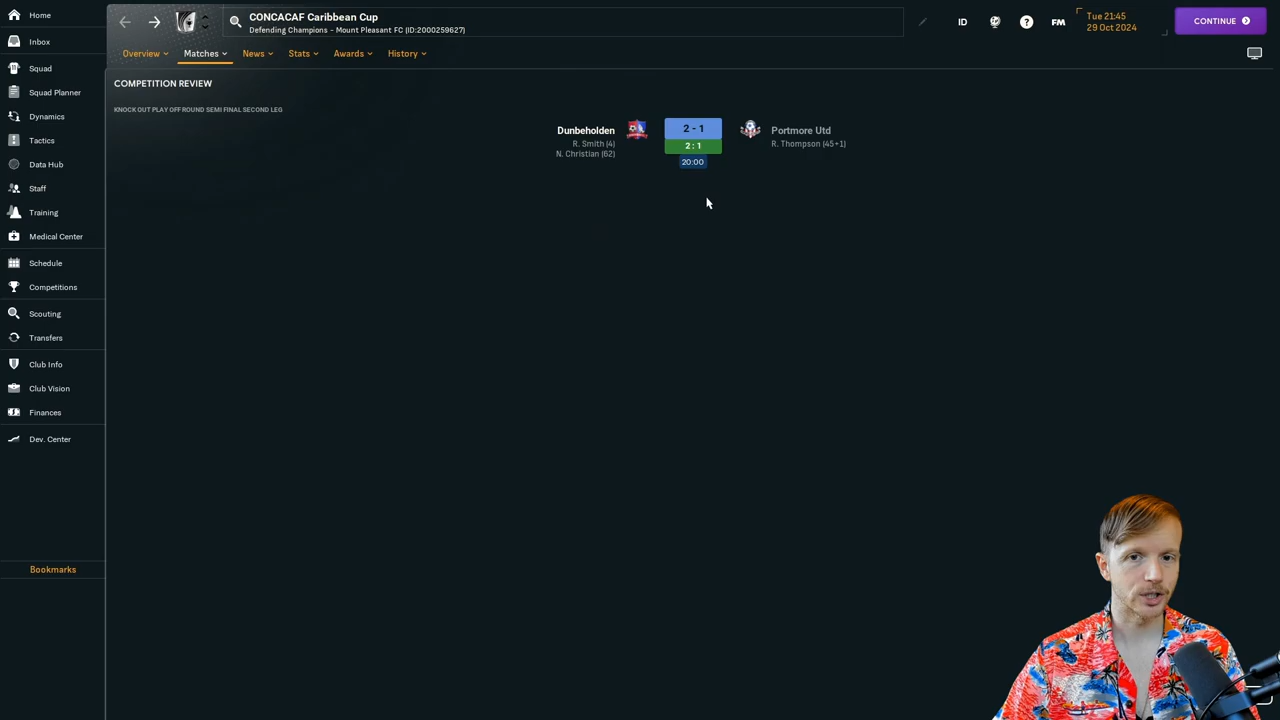 Home
Inbox
Squad
Squad Planner
Dynamics
Tactics
Data Hub
Staff
Training
Medical Center
Schedule
Competitions
Scouting
Transfers
Club Info
Club Vision
Finances
Dev. Center
Bookmarks
CONCACAF Caribbean Cup
Defending Champions - Mount Pleasant FC (ID:2000259627)
ID
?
FM
Tue 21:45
29 Oct 2024
CONTINUE
Overview
Matches
News
Stats
Awards
History
COMPETITION REVIEW
KNOCK OUT PLAY OFF ROUND SEMI FINAL SECOND LEG
Dunbeholden 2 - 1 Portmore Utd
R. Smith (4) 2 : 1 R. Thompson (45+1)
N. Christian (62)
20:00